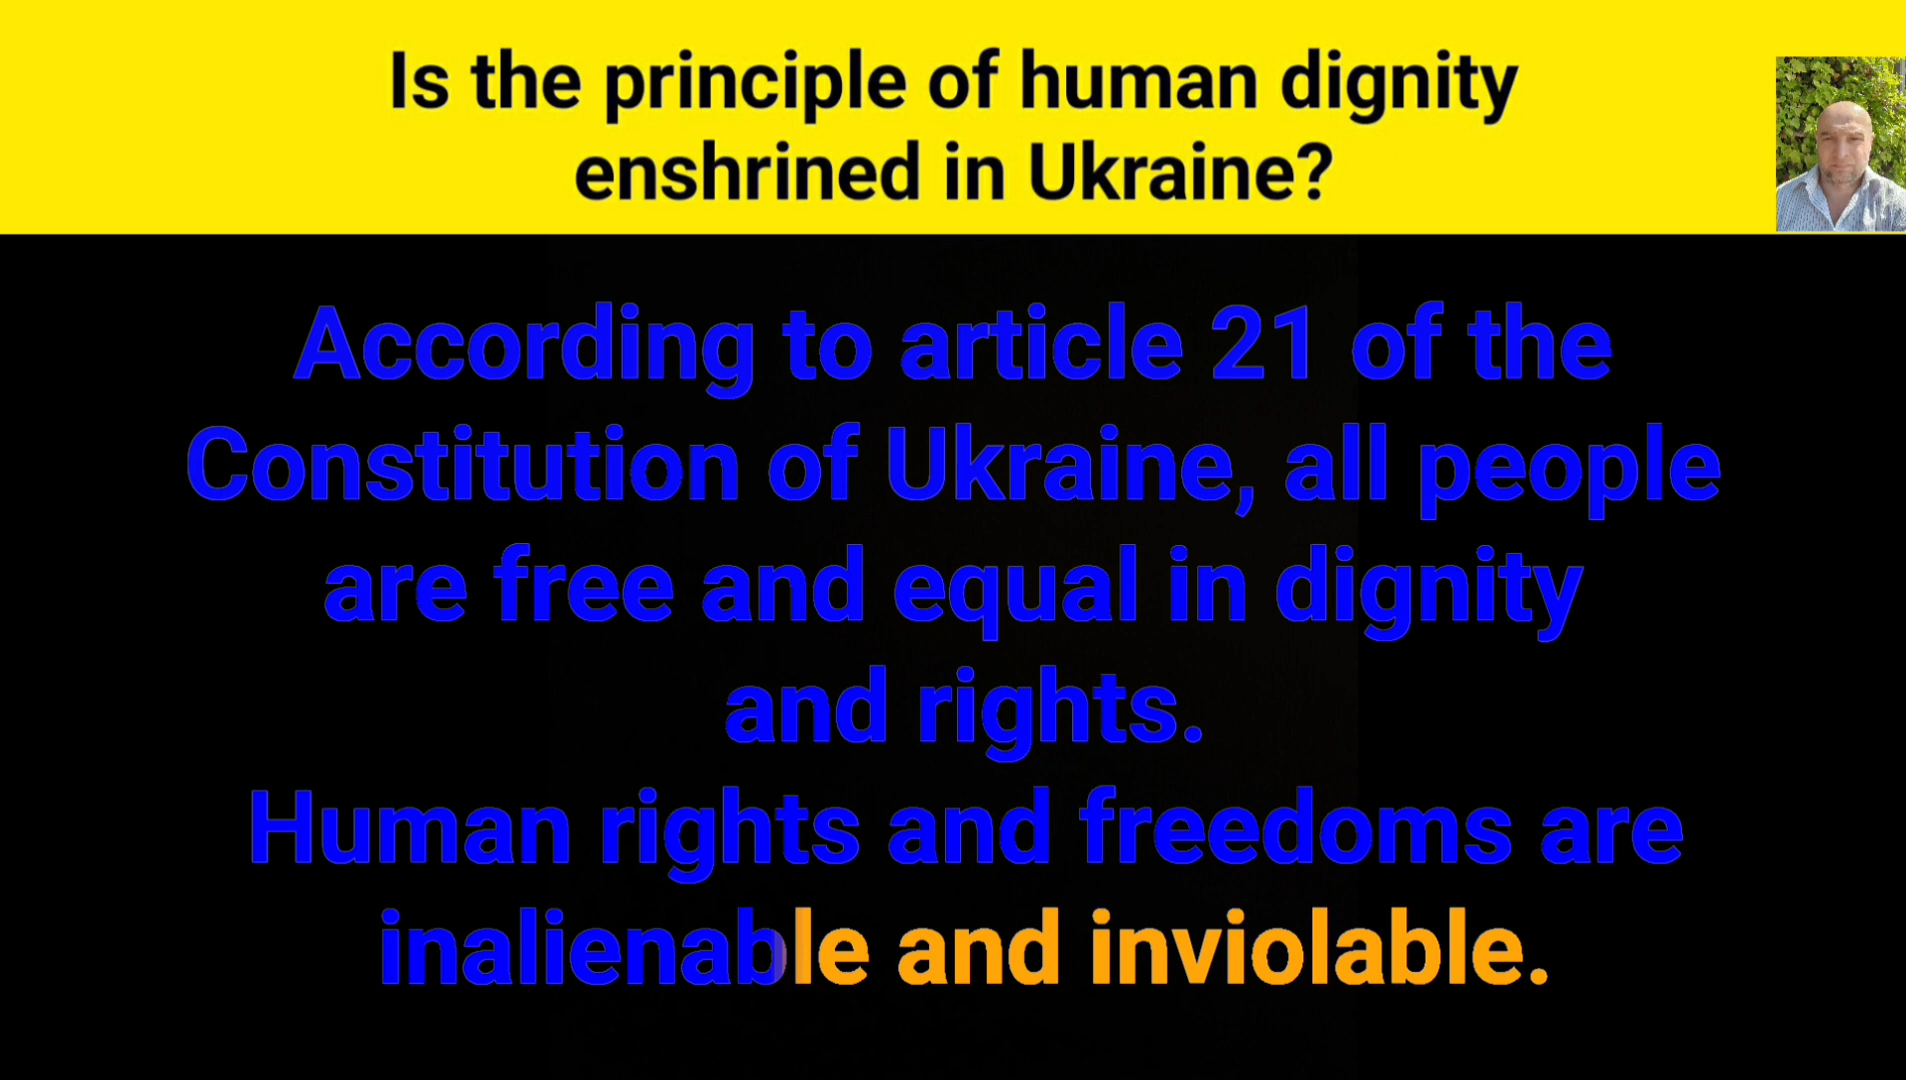 Is the principle of human dignity
enshrined in Ukraine?
According to article 21 of the
Constitution of Ukraine, all people
are free and equal in dignity
and rights.
Human rights and freedoms are
inalienable and inviolable.